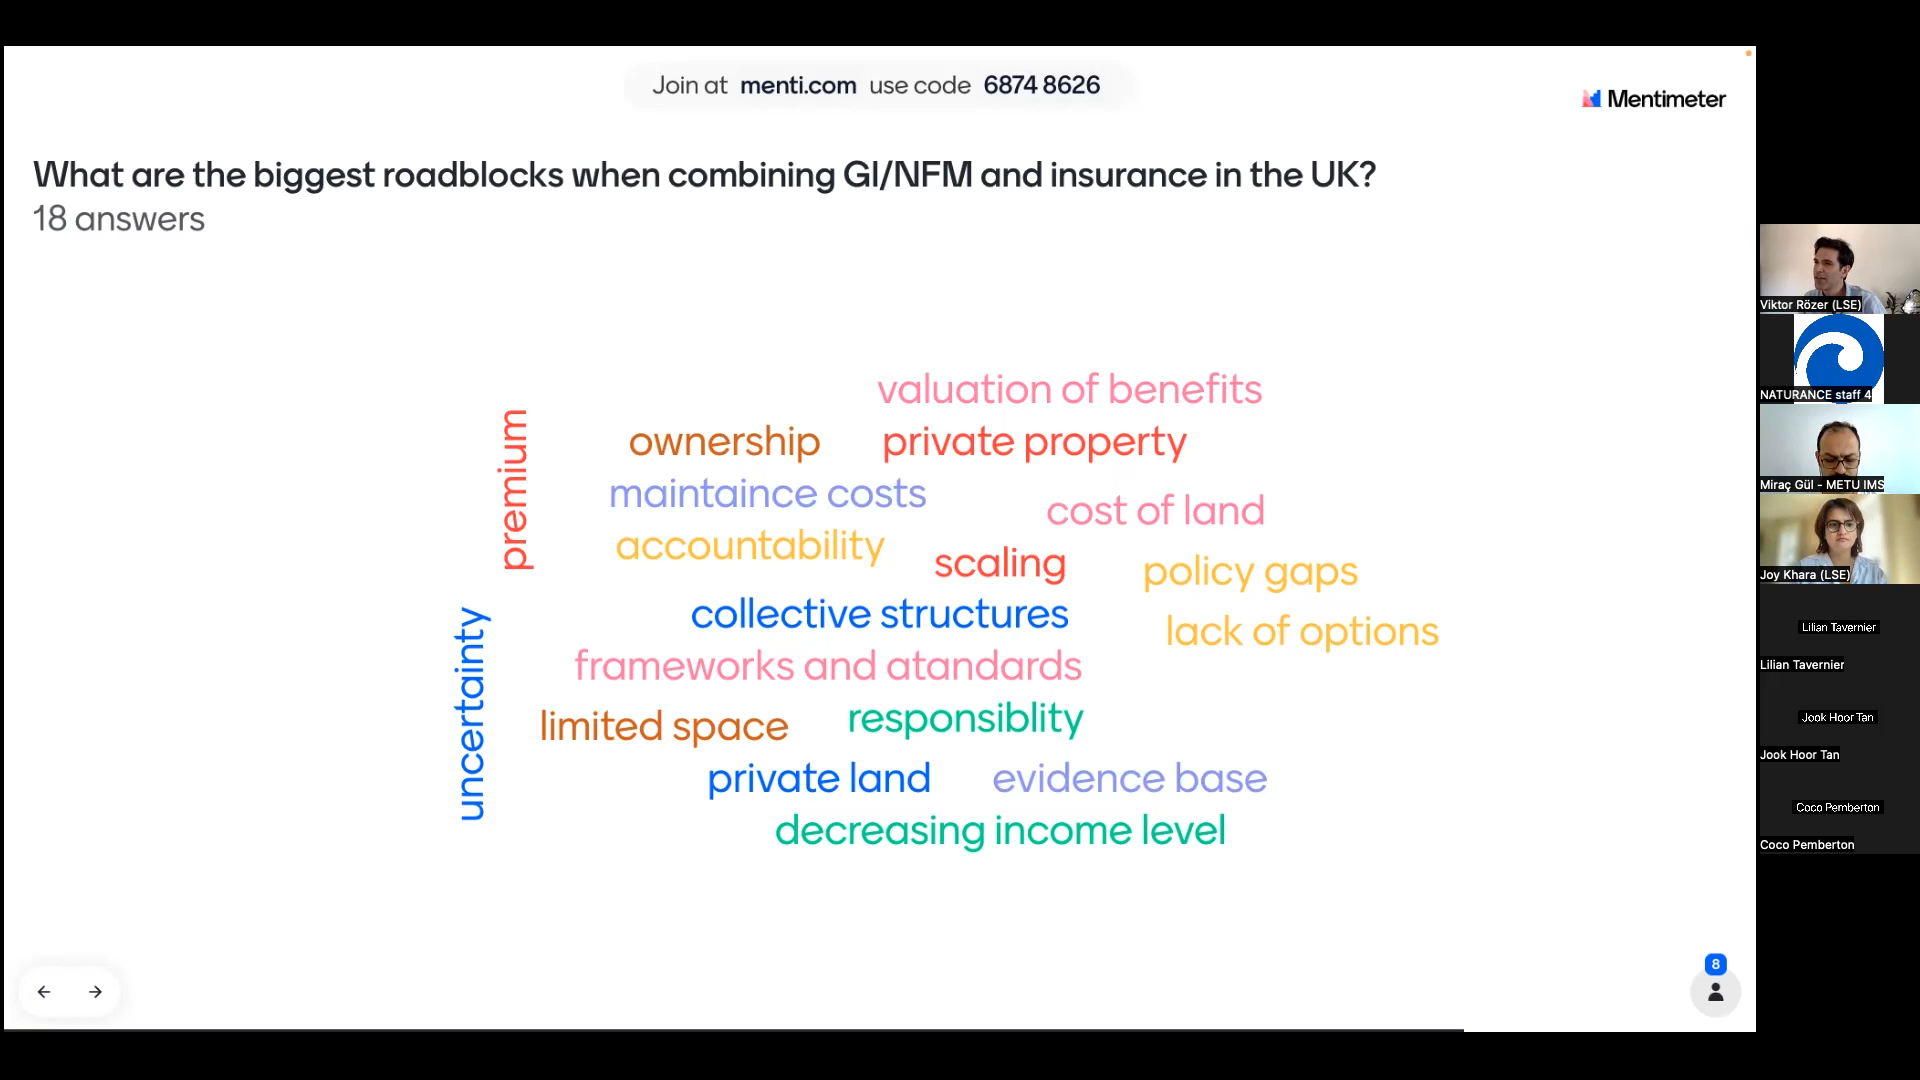 Join at menti.com use code 6874 8626
Mentimeter
What are the biggest roadblocks when combining GI/NFM and insurance in the UK?
18 answers
valuation of benefits
premium
ownership
private property
maintaince costs
cost of land
accountability
scaling
policy gaps
collective structures
lack of options
uncertainty
frameworks and atandards
limited space
responsiblity
private land
evidence base
decreasing income level
8
Viktor Rözer (LSE)
NATURANCE staff 4
Miraç Gül - METU IMS
Joy Khara (LSE)
Lilian Tavernier
Lilian Tavernier
Jook Hoor Tan
Jook Hoor Tan
Coco Pemberton
Coco Pemberton